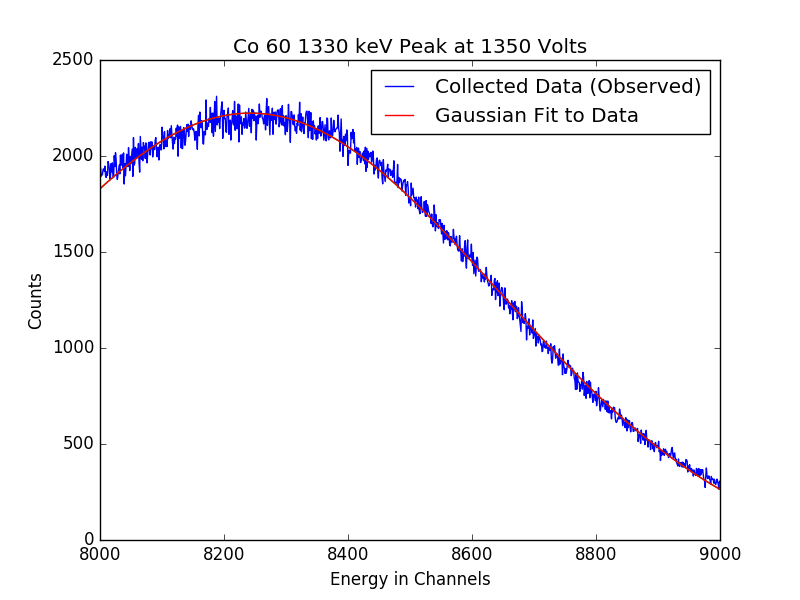 Co 60 1330 keV Peak at 1350 Volts
Collected Data (Observed)
Gaussian Fit to Data
2500
2000
1500
1000
500
0
Counts
8000 8200 8400 8600 8800 9000
Energy in Channels